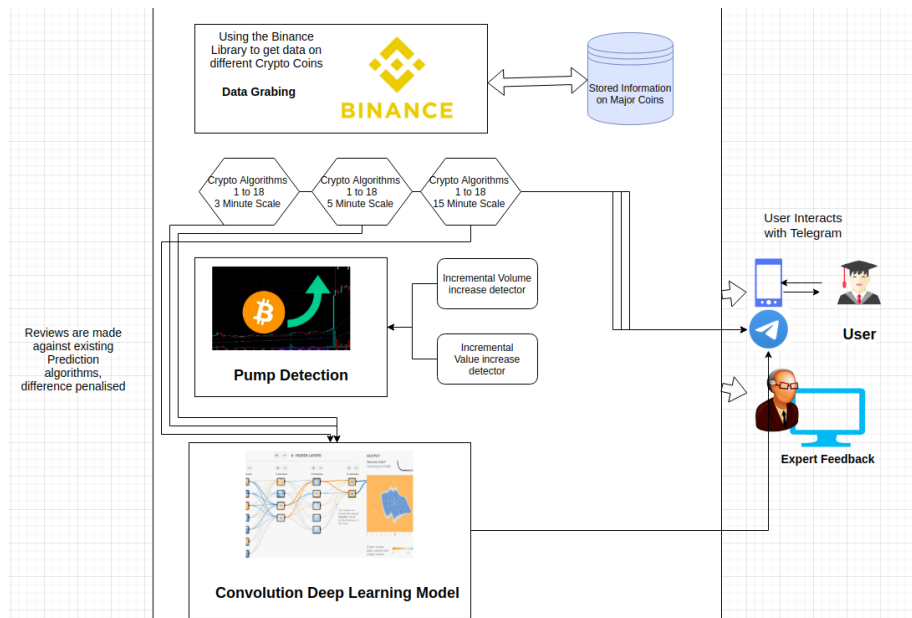 Using the Binance
Library to get data on
different Crypto Coins
Data Grabing
BINANCE
Stored Information
on Major Coins
Crypto Algorithms
1 to 18
3 Minute Scale
Crypto Algorithms
1 to 18
5 Minute Scale
Crypto Algorithms
1 to 18
15 Minute Scale
User Interacts
with Telegram
Incremental Volume
increase detector
Incremental
Value increase
detector
Pump Detection
User
Reviews are made
against existing
Prediction
algorithms,
difference penalised
Expert Feedback
HIDDEN LAYERS
OUTPUT
Convolution Deep Learning Model